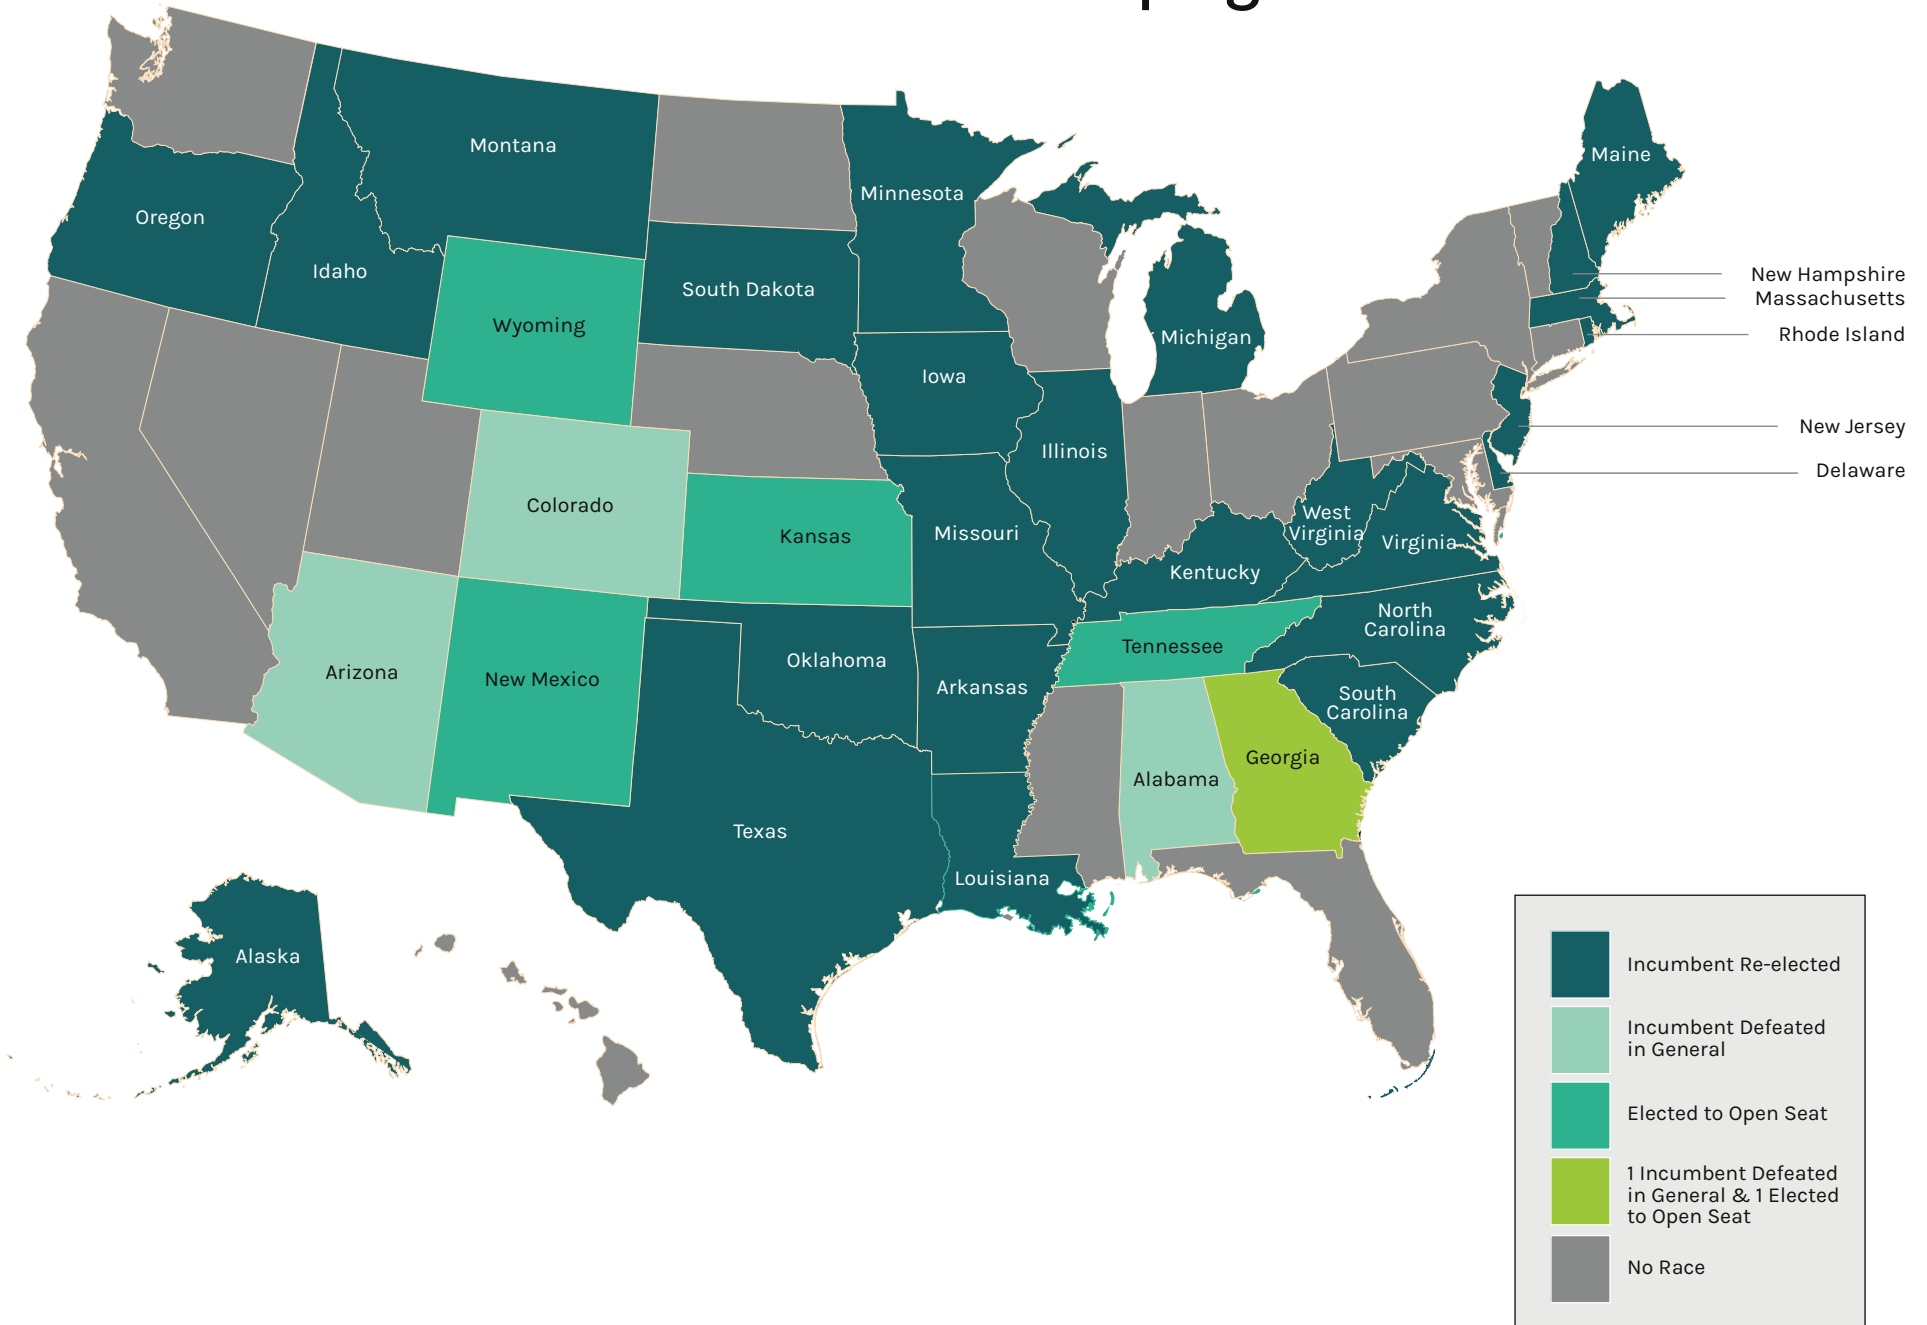 Montana
Minnesota
Maine
Oregon
Idaho
South Dakota
Wyoming
Michigan
New Hampshire
Massachusetts
Rhode Island
Iowa
Illinois
New Jersey
Delaware
Colorado
Kansas
Missouri
West
Virginia
Virginia
Kentucky
North
Carolina
Tennessee
Arizona
New Mexico
Oklahoma
Arkansas
South
Carolina
Georgia
Alabama
Texas
Louisiana
Alaska
Incumbent Re-elected
Incumbent Defeated
in General
Elected to Open Seat
1 Incumbent Defeated
in General & 1 Elected
to Open Seat
No Race